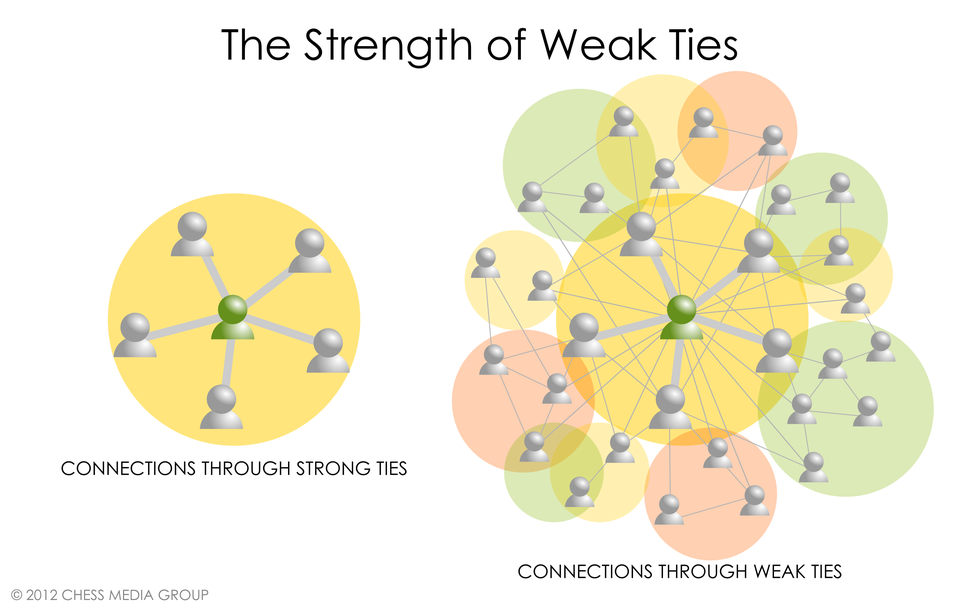 The Strength of Weak Ties
CONNECTIONS THROUGH STRONG TIES
CONNECTIONS THROUGH WEAK TIES
© 2012 CHESS MEDIA GROUP